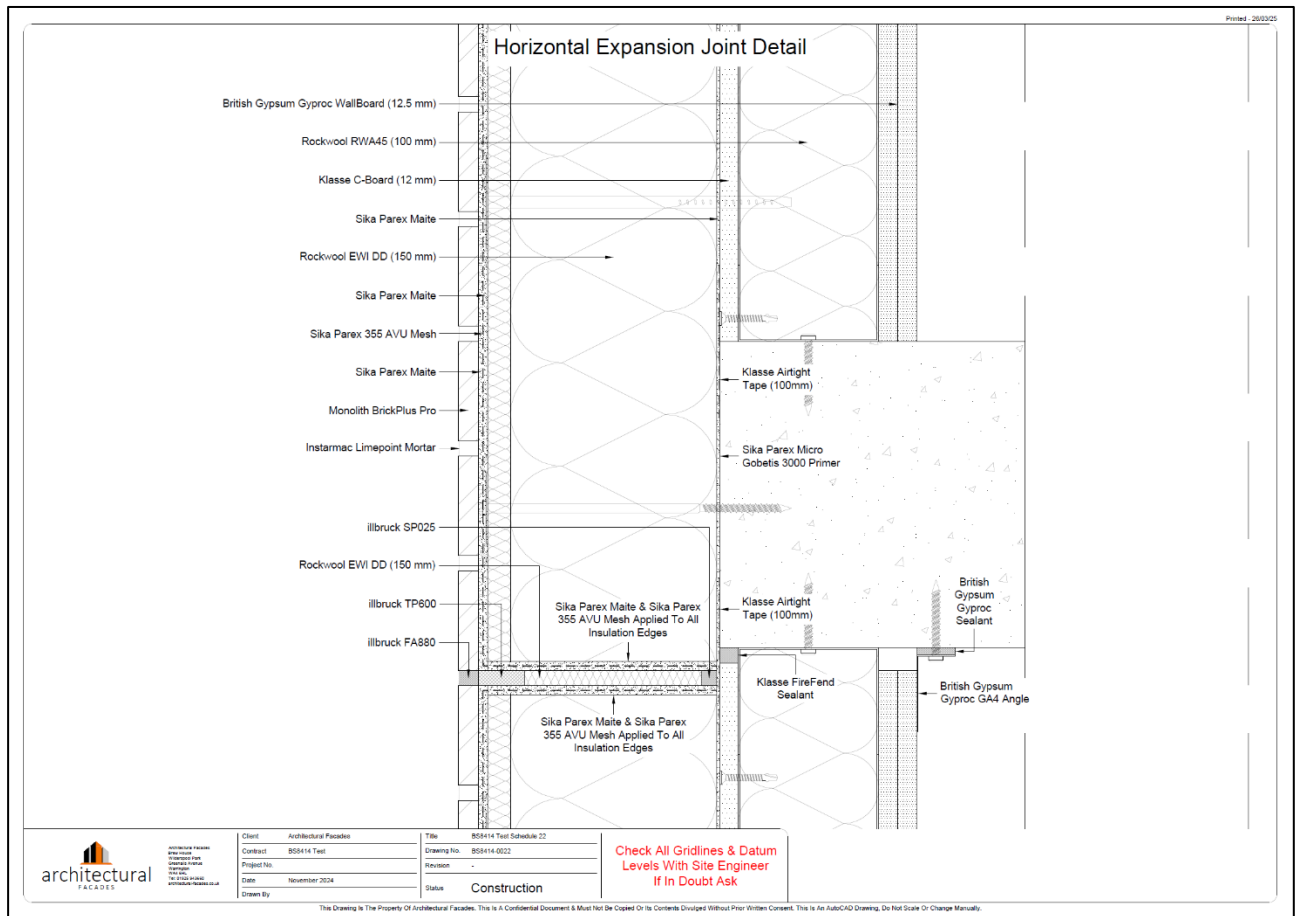 Printed - 26/03/25
Horizontal Expansion Joint Detail
British Gypsum Gyproc WallBoard (12.5 mm)
Rockwool RWA45 (100 mm)
Klasse C-Board (12 mm)
Sika Parex Maite
Rockwool EWI DD (150 mm)
Sika Parex Maite
Sika Parex 355 AVU Mesh
Sika Parex Maite
Monolith BrickPlus Pro
Instarmac Limepoint Mortar
illbruck SP025
Rockwool EWI DD (150 mm)
illbruck TP600
illbruck FA880
Klasse Airtight
Tape (100mm)
Sika Parex Micro
Gobetis 3000 Primer
Sika Parex Maite & Sika Parex
355 AVU Mesh Applied To All
Insulation Edges
Klasse Airtight
Tape (100mm)
British
Gypsum
Gyproc
Sealant
Klasse FireFend
Sealant
British Gypsum
Gyproc GA4 Angle
Sika Parex Maite & Sika Parex
355 AVU Mesh Applied To All
Insulation Edges
architectural
FACADES
Architectural Facades
Warrington
architectural-facades.co.uk
Client Architectural Facades
Contract BS8414 Test
Project No.
Date November 2024
Drawn By
Title BS8414 Test Schedule 22
Drawing No. BS8414-0022
Revision -
Status Construction
Check All Gridlines & Datum
Levels With Site Engineer
If In Doubt Ask
This Drawing Is The Property Of Architectural Facades. This Is A Confidential Document & Must Not Be Copied Or Its Contents Divulged Without Prior Written Consent. This Is An AutoCAD Drawing, Do Not Scale Or Change Manually.